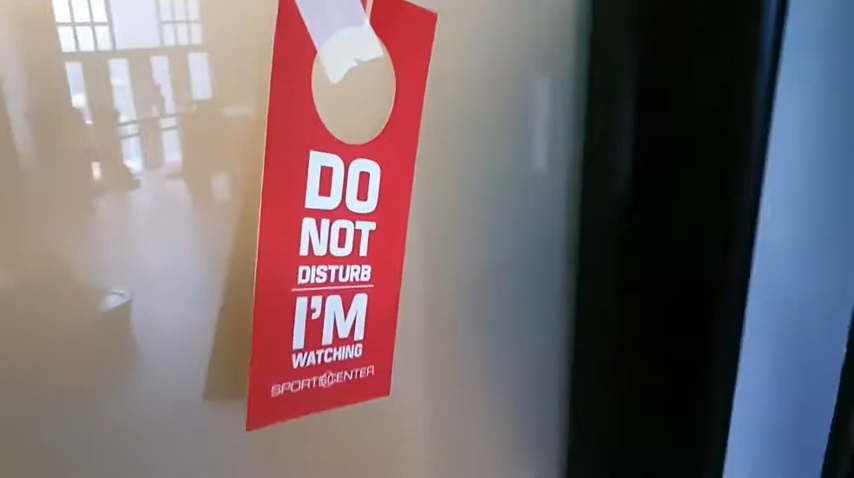 DO
NOT
DISTURB
I'M
WATCHING
SPORTSCENTER